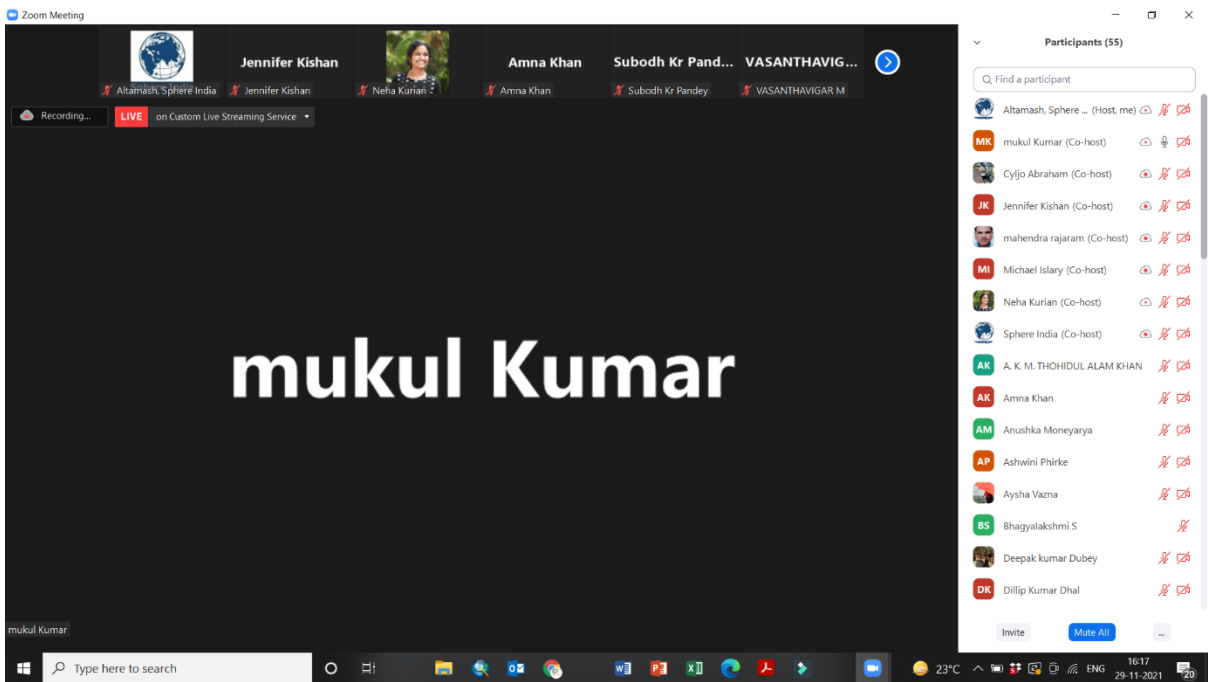 Zoom Meeting
Jennifer Kishan
Amna Khan
Subodh Kr Pand...
VASANTHAVIG...
Altamash, Sphere India
Jennifer Kishan
Neha Kurian
Amna Khan
Subodh Kr Pandey
VASANTHAVIGAR M
Recording...
LIVE on Custom Live Streaming Service
mukul Kumar
mukul Kumar
Participants (55)
Find a participant
Altamash, Sphere ... (Host, me)
MK mukul Kumar (Co-host)
Cyljo Abraham (Co-host)
JK Jennifer Kishan (Co-host)
mahendra rajaram (Co-host)
MI Michael Islary (Co-host)
Neha Kurian (Co-host)
Sphere India (Co-host)
AK A. K. M. THOHIDUL ALAM KHAN
AK Amna Khan
AM Anushka Moneyarya
AP Ashwini Phirke
Aysha Vazna
BS Bhagyalakshmi S
Deepak kumar Dubey
DK Dillip Kumar Dhal
Invite
Mute All
...
Type here to search
23°C
ENG
16:17
29-11-2021
20